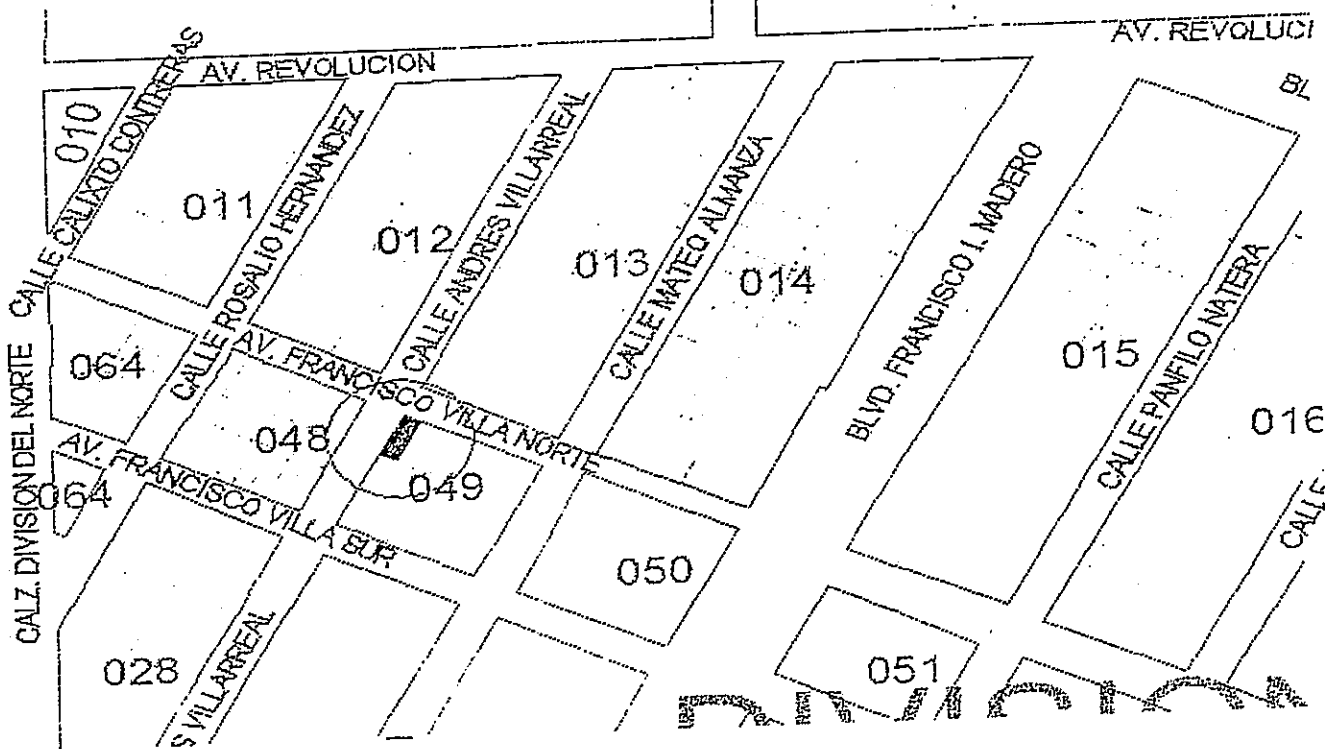 AV. REVOLUCI
AV. REVOLUCION
BL
010
CALLE CALIXTO CONTRERAS
011
CALLE ROSALIO HERNANDEZ
012
CALLE ANDRES VILLARREAL
013
CALLE MATEO ALMANZA
014
BLVD. FRANCISCO I. MADERO
015
CALLE PANFILO NATERA
016
CALLE
CALZ. DIVISION DEL NORTE
064
AV. FRANCISCO VILLA NORTE
048
049
064
AV. FRANCISCO VILLA SUR
050
051
028
S VILLARREAL
DIVISION